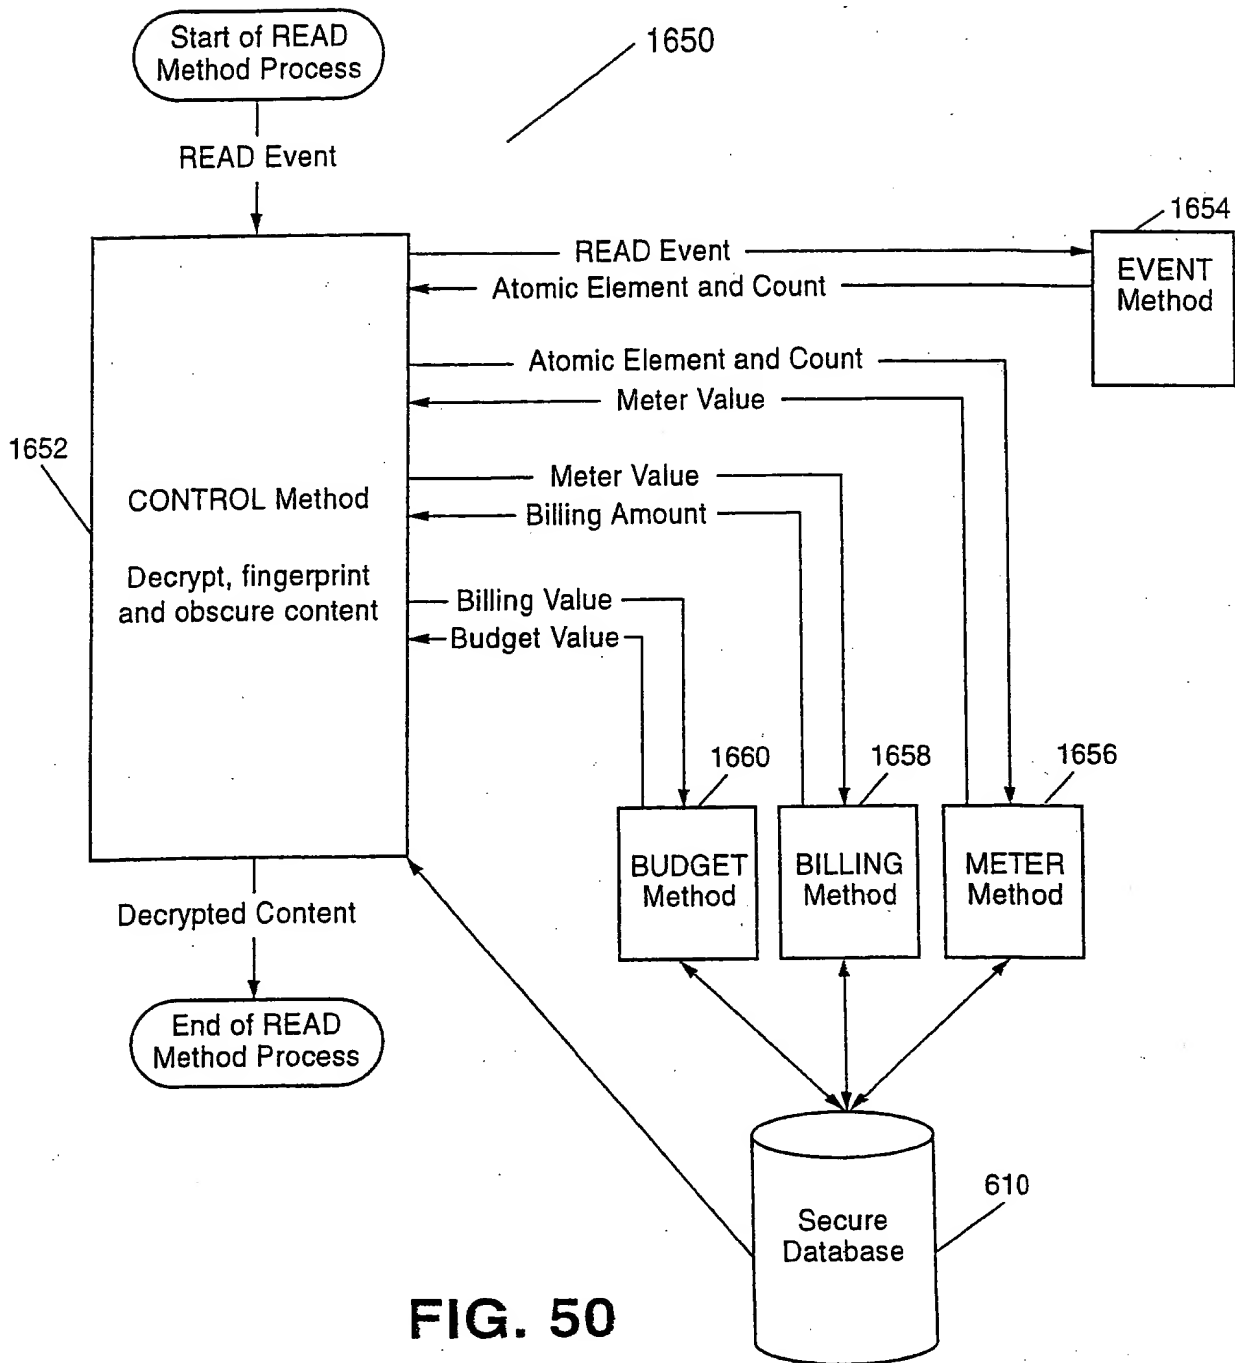 Start of READ
Method Process
1650
READ Event
1654
READ Event
EVENT
Method
Atomic Element and Count
Atomic Element and Count
Meter Value
1652
CONTROL Method
Meter Value
Billing Amount
Decrypt, fingerprint
and obscure content
Billing Value
Budget Value
1660
1658
1656
BUDGET
Method
BILLING
Method
METER
Method
Decrypted Content
End of READ
Method Process
610
Secure
Database
FIG. 50